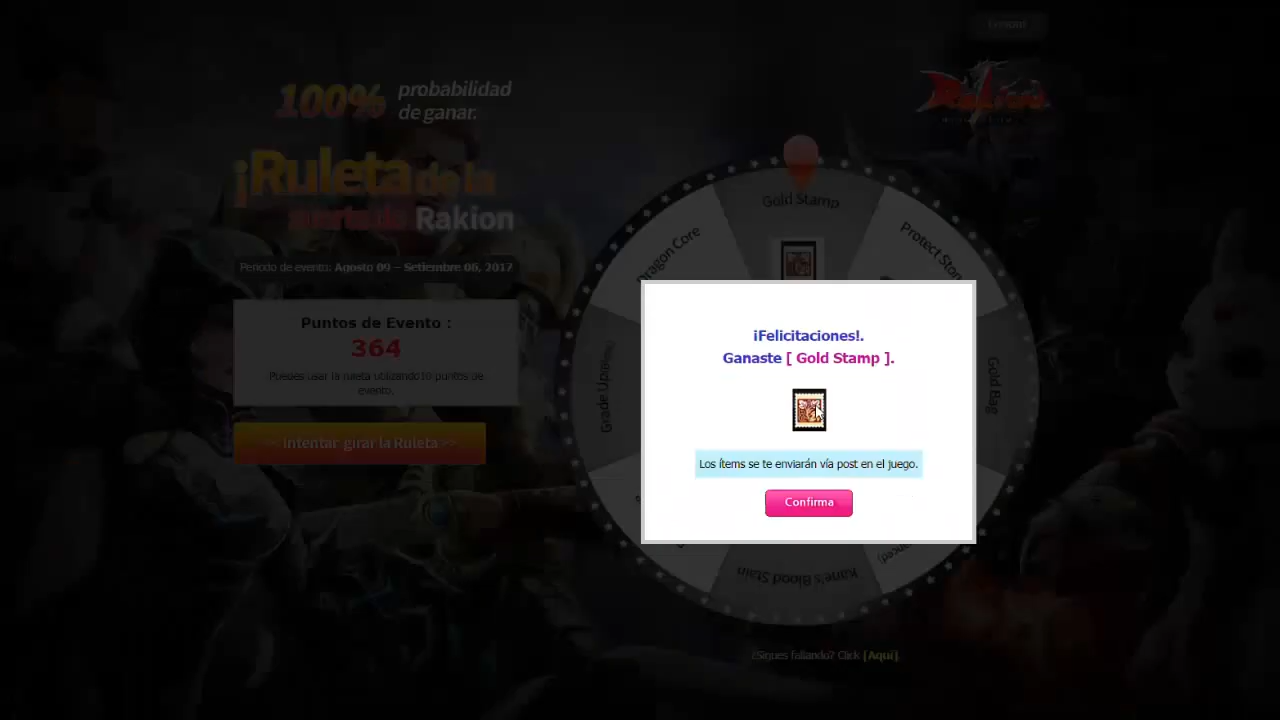 100% probabilidad
de ganar.
¡Ruleta de la
suerte de Rakion
Periodo de evento: Agosto 09 – Setiembre 06, 2017
Puntos de Evento :
364
Puedes usar la ruleta utilizando10 puntos de
evento.
<< Intentar girar la Ruleta >>
Rakion
Gold Stamp
Dragon Core
Protect Ston
Gold Bag
Kane's Blood Stain
¡Felicitaciones!.
Ganaste [ Gold Stamp ].
Los ítems se te enviarán vía post en el juego.
Confirma
¿Sigues fallando? Click [Aquí]